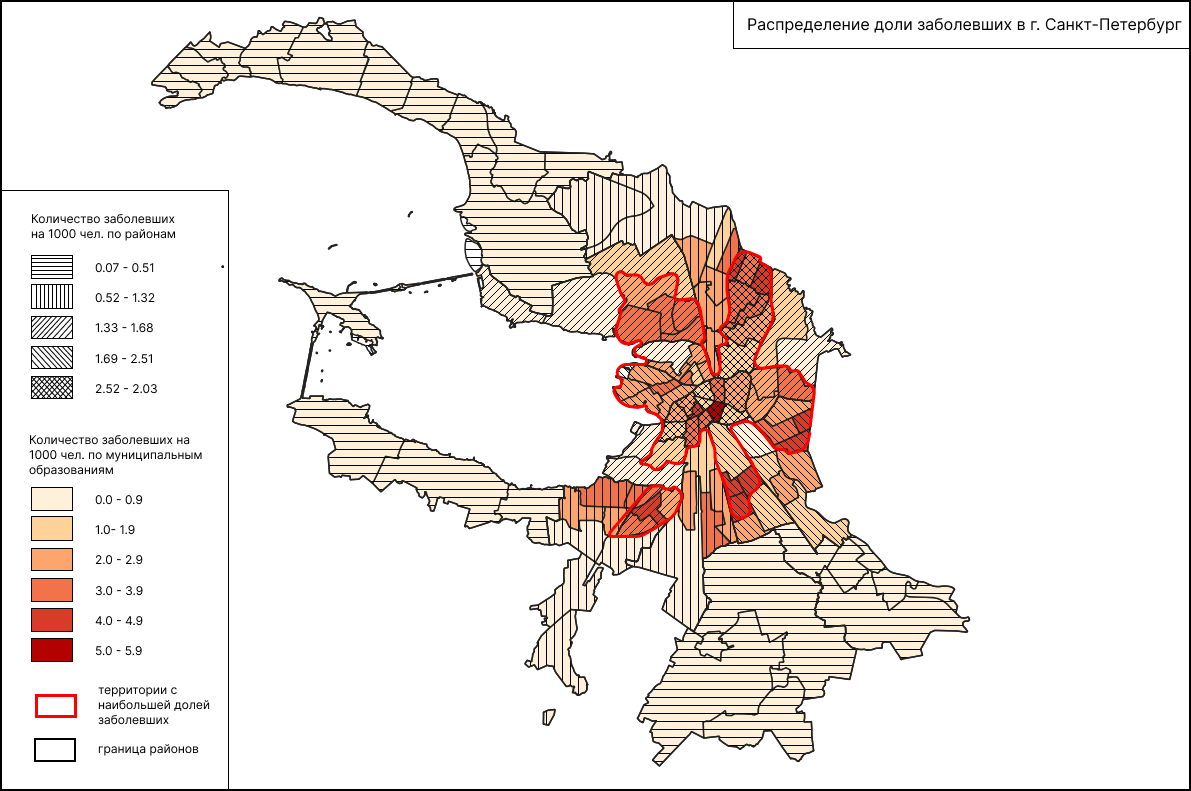 Распределение доли заболевших в г. Санкт-Петербург
Количество заболевших
на 1000 чел. по районам
0.07 - 0.51
0.52 - 1.32
1.33 - 1.68
1.69 - 2.51
2.52 - 2.03
Количество заболевших на
1000 чел. по муниципальным
образованиям
0.0 - 0.9
1.0- 1.9
2.0 - 2.9
3.0 - 3.9
4.0 - 4.9
5.0 - 5.9
территории с
наибольшей долей
заболевших
граница районов